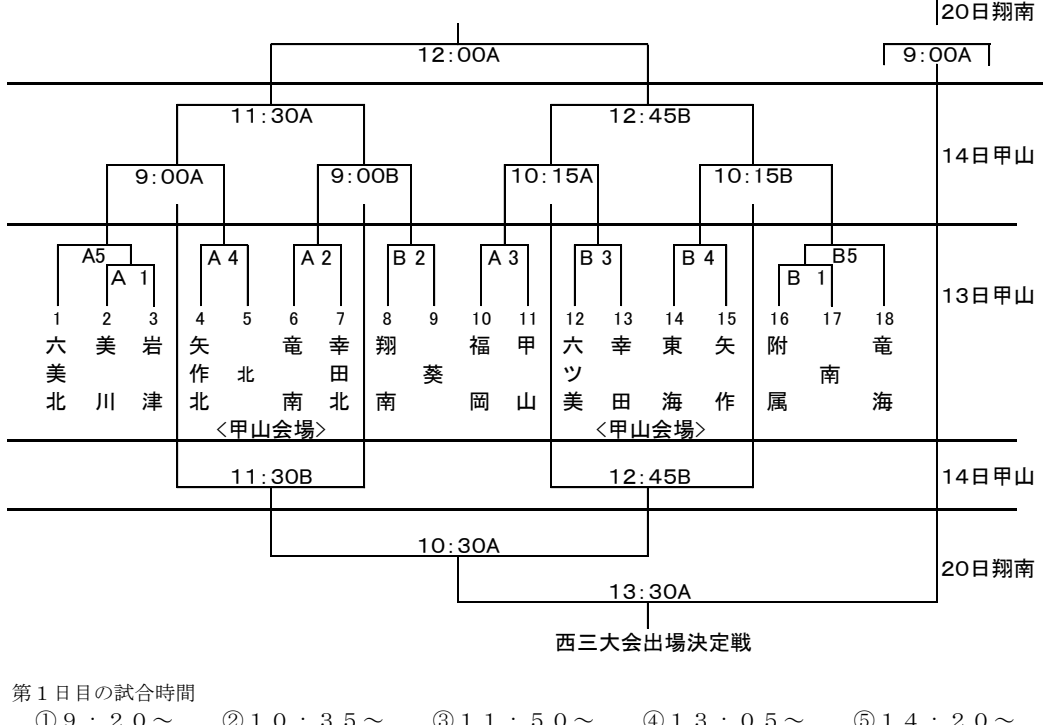 20日翔南
12:00A
9:00A
11:30A
12:45B
14日甲山
9:00A
9:00B
10:15A
10:15B
A5
A 4
A 2
B 2
A 3
B 3
B 4
B5
A 1
B 1
13日甲山
1 2 3 4 5 6 7 8 9 10 11 12 13 14 15 16 17 18
六美北
美川
岩津
矢作北
北
竜南
幸田北
翔南
葵
福岡
甲山
六ツ美
幸田
東海
矢作
附属
南
竜海
<甲山会場>
<甲山会場>
11:30B
12:45B
14日甲山
10:30A
20日翔南
13:30A
西三大会出場決定戦
第1日目の試合時間
①9:20～ ②10:35～ ③11:50～ ④13:05～ ⑤14:20～